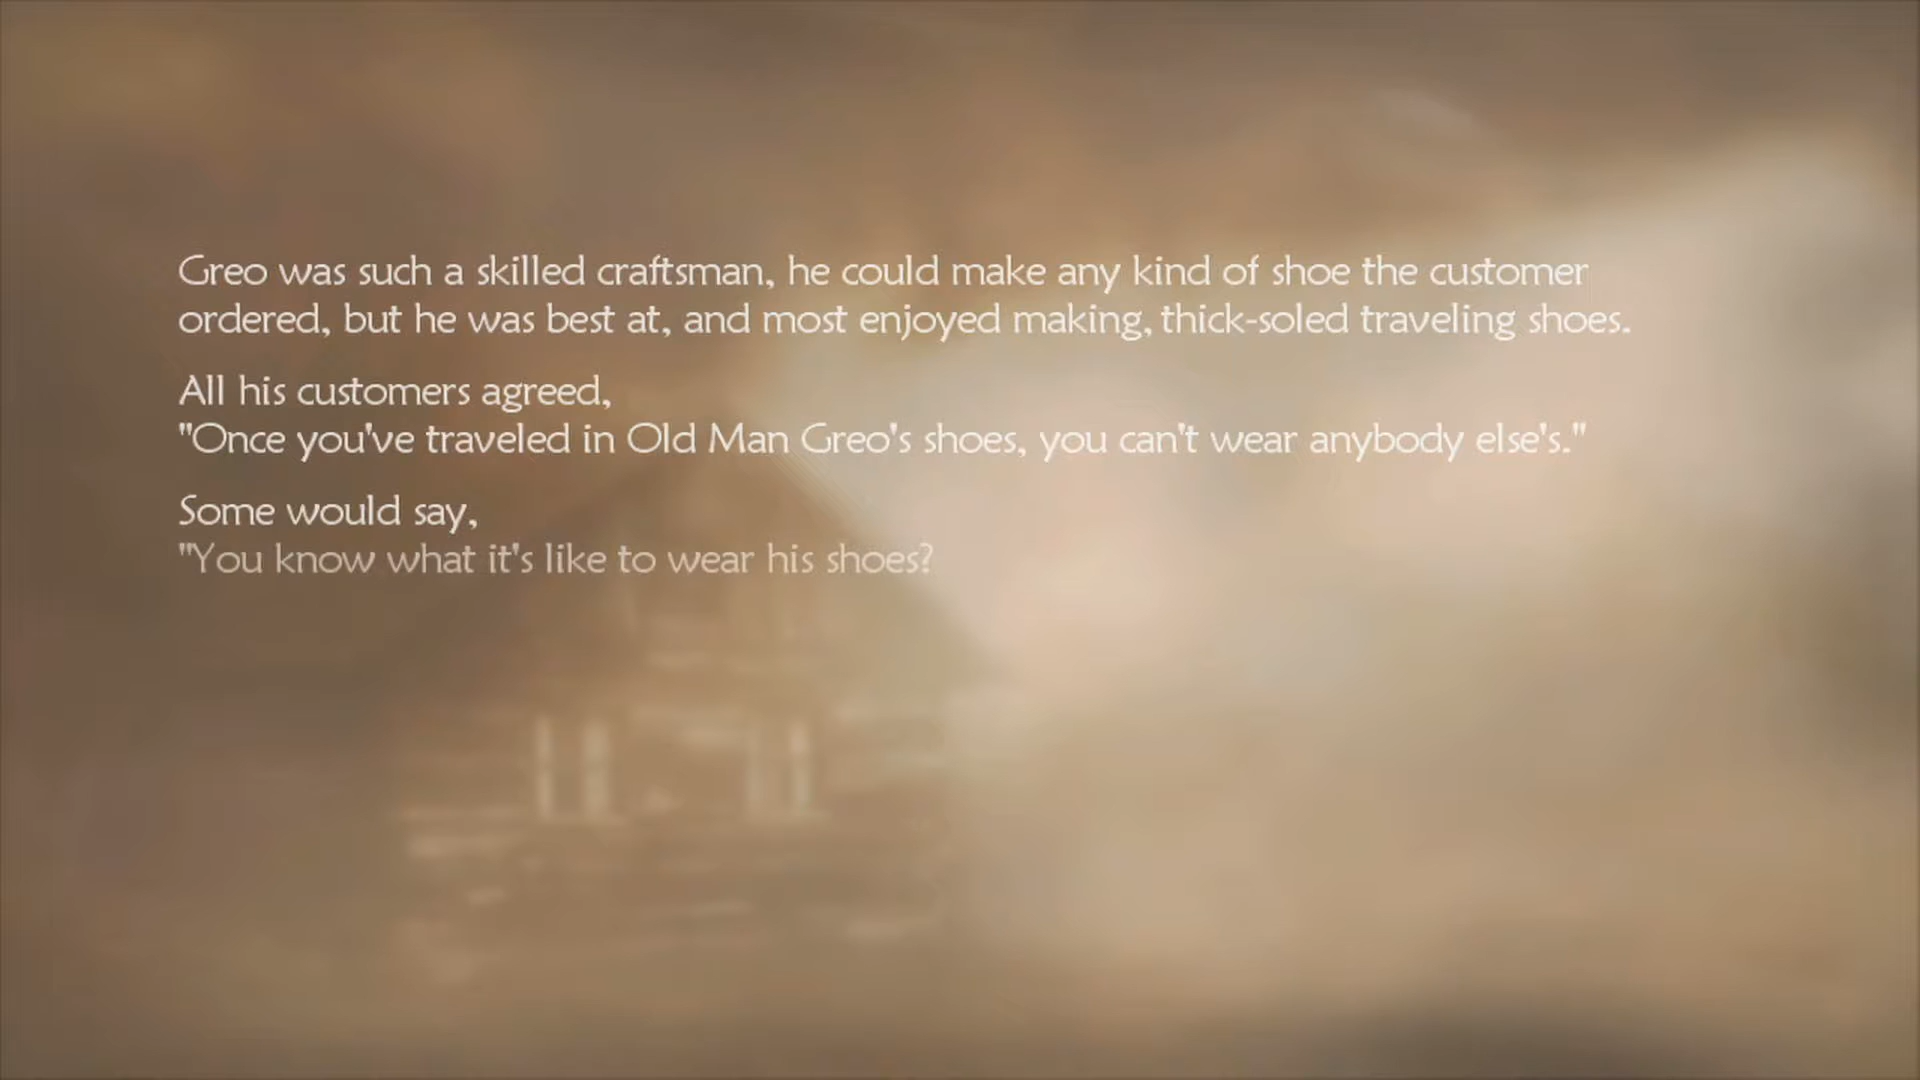 Greo was such a skilled craftsman, he could make any kind of shoe the customer
ordered, but he was best at, and most enjoyed making, thick-soled traveling shoes.
All his customers agreed,
"Once you've traveled in Old Man Greo's shoes, you can't wear anybody else's."
Some would say,
"You know what it's like to wear his shoes?